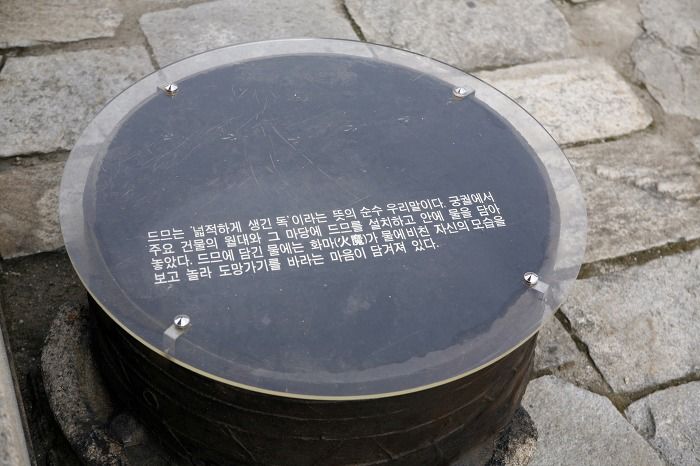 드므는 '넓적하게 생긴 독'이라는 뜻의 순수 우리말이다. 궁궐에서
주요 건물의 월대와 그 마당에 드므를 설치하고 안에 물을 담아
놓았다. 드므에 담긴 물에는 화마(火魔)가 물에 비친 자신의 모습을
보고 놀라 도망가기를 바라는 마음이 담겨져 있다.